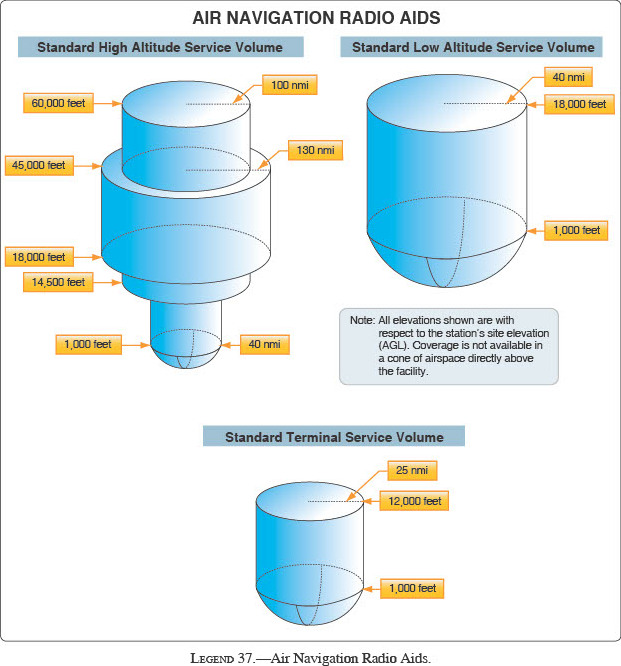 AIR NAVIGATION RADIO AIDS
Standard High Altitude Service Volume
Standard Low Altitude Service Volume
100 nmi
60,000 feet
130 nmi
45,000 feet
18,000 feet
14,500 feet
1,000 feet
40 nmi
40 nmi
18,000 feet
1,000 feet
Note: All elevations shown are with
respect to the station's site elevation
(AGL). Coverage is not available in
a cone of airspace directly above
the facility.
Standard Terminal Service Volume
25 nmi
12,000 feet
1,000 feet
LEGEND 37.—Air Navigation Radio Aids.